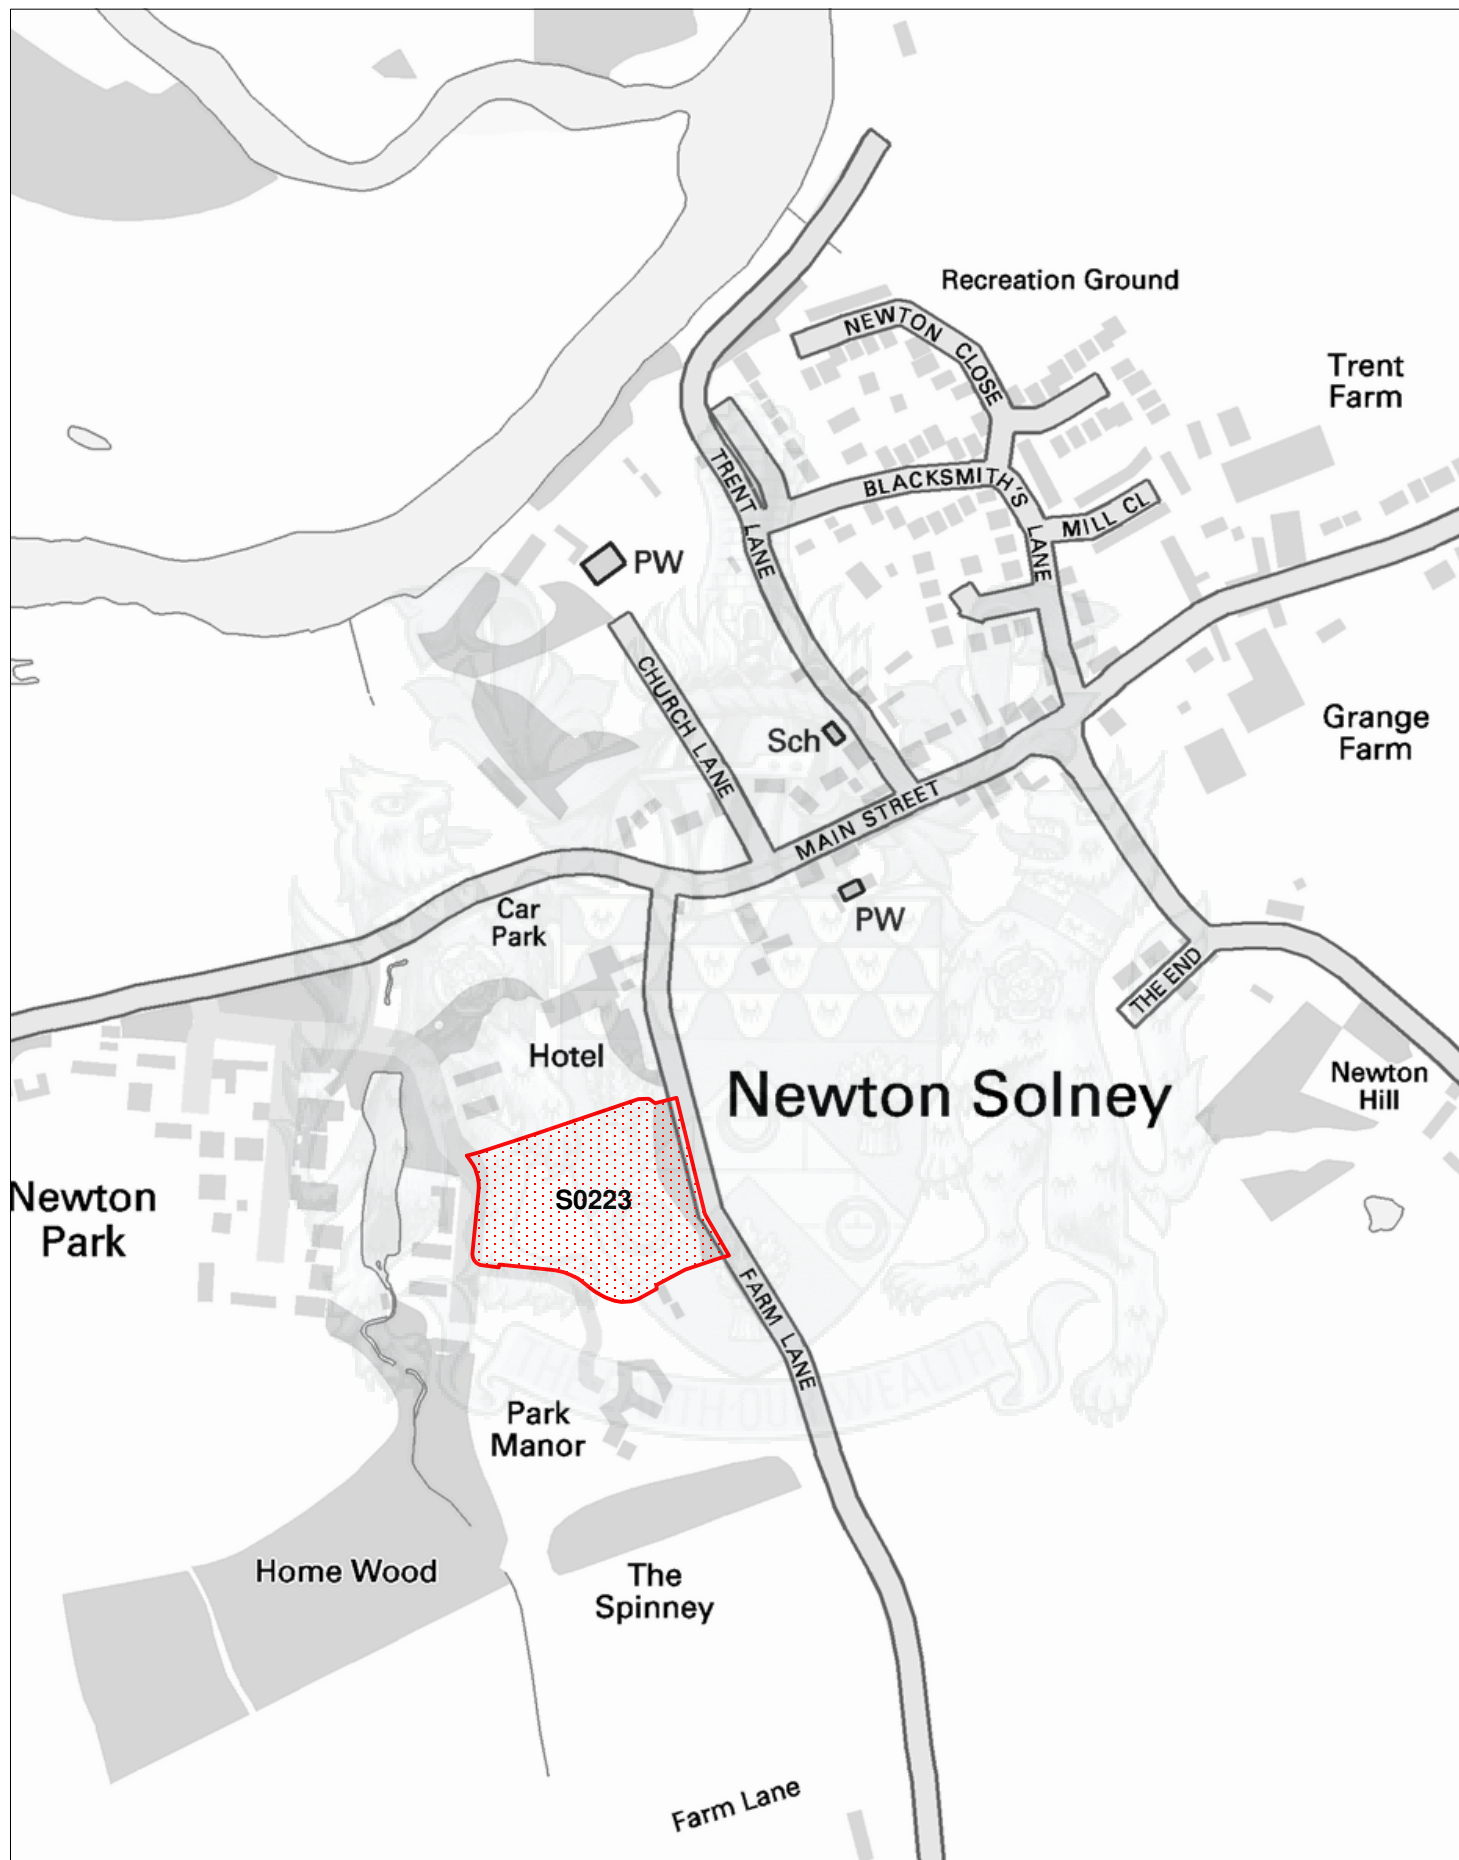 Recreation Ground
NEWTON CLOSE
Trent
Farm
TRENT LANE
BLACKSMITH'S LANE
MILL CL
PW
CHURCH LANE
Sch
Grange
Farm
MAIN STREET
PW
Car
Park
THE END
Hotel
Newton Solney
Newton
Hill
Newton
Park
S0223
FARM LANE
Park
Manor
Home Wood
The
Spinney
Farm Lane